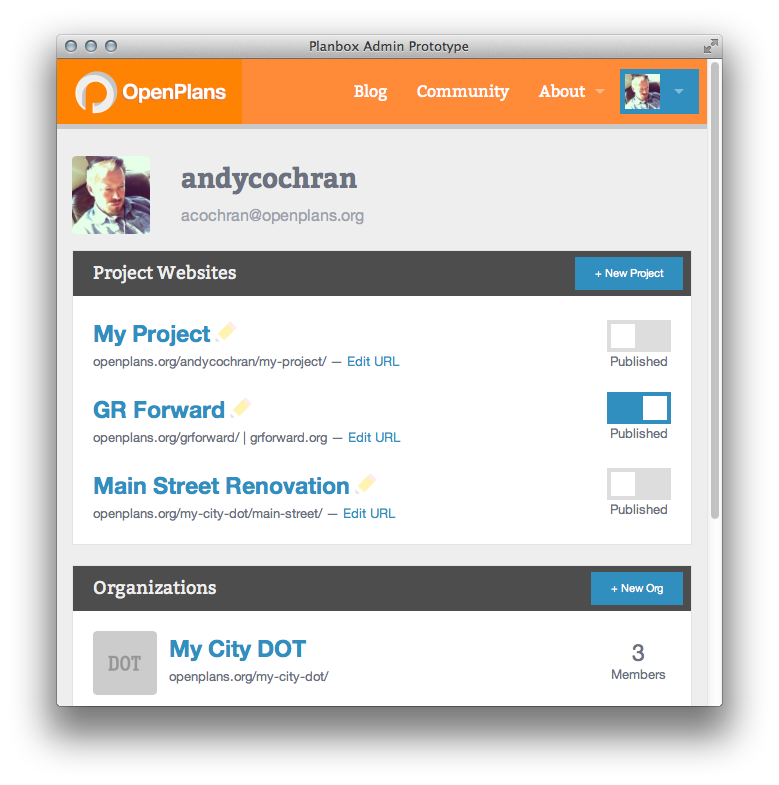 Planbox Admin Prototype
OpenPlans Blog Community About
andycochran
acochran@openplans.org
Project Websites + New Project
My Project
openplans.org/andycochran/my-project/ — Edit URL
Published
GR Forward
openplans.org/grforward/ | grforward.org — Edit URL
Published
Main Street Renovation
openplans.org/my-city-dot/main-street/ — Edit URL
Published
Organizations + New Org
DOT My City DOT
openplans.org/my-city-dot/
3
Members